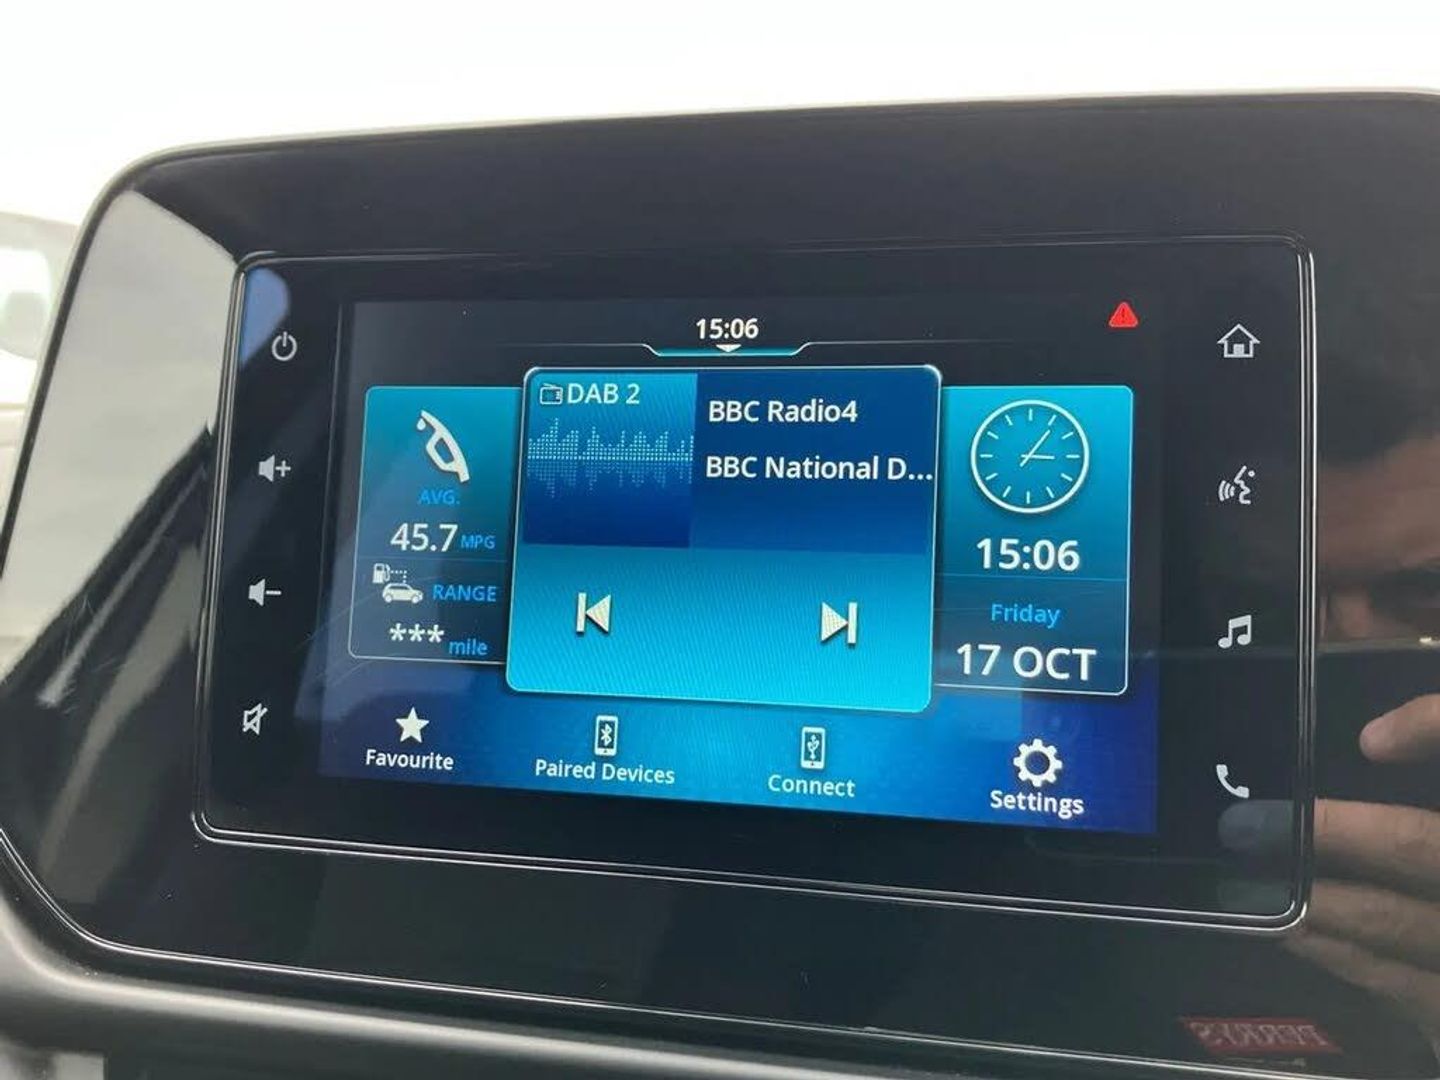 15:06
DAB 2
BBC Radio4
BBC National D...
AVG.
45.7 MPG
RANGE
*** mile
15:06
Friday
17 OCT
Favourite
Paired Devices
Connect
Settings
PERRYS